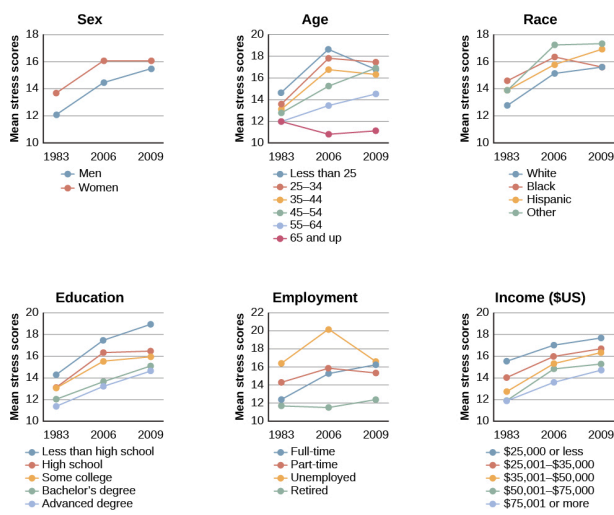 Sex
Mean stress scores
18
16
14
12
10
1983 2006 2009
Men
Women
Age
Mean stress scores
20
18
16
14
12
10
1983 2006 2009
Less than 25
25–34
35–44
45–54
55–64
65 and up
Race
Mean stress scores
18
16
14
12
10
1983 2006 2009
White
Black
Hispanic
Other
Education
Mean stress scores
20
18
16
14
12
10
1983 2006 2009
Less than high school
High school
Some college
Bachelor's degree
Advanced degree
Employment
Mean stress scores
22
20
18
16
14
12
10
1983 2006 2009
Full-time
Part-time
Unemployed
Retired
Income ($US)
Mean stress scores
20
18
16
14
12
10
1983 2006 2009
$25,000 or less
$25,001–$35,000
$35,001–$50,000
$50,001–$75,000
$75,001 or more